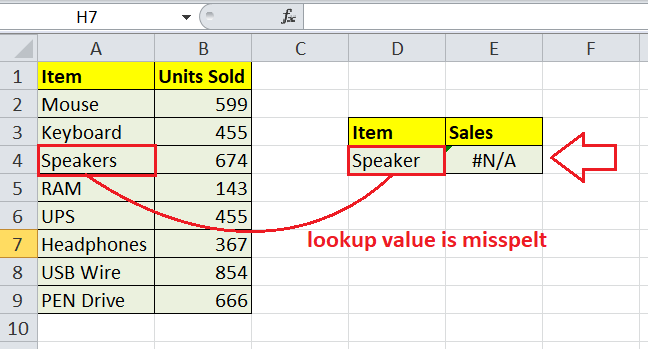 H7 fx
A B C D E F
1 Item Units Sold
2 Mouse 599
3 Keyboard 455 Item Sales
4 Speakers 674 Speaker #N/A
5 RAM 143
6 UPS 455
lookup value is misspelt
7 Headphones 367
8 USB Wire 854
9 PEN Drive 666
10